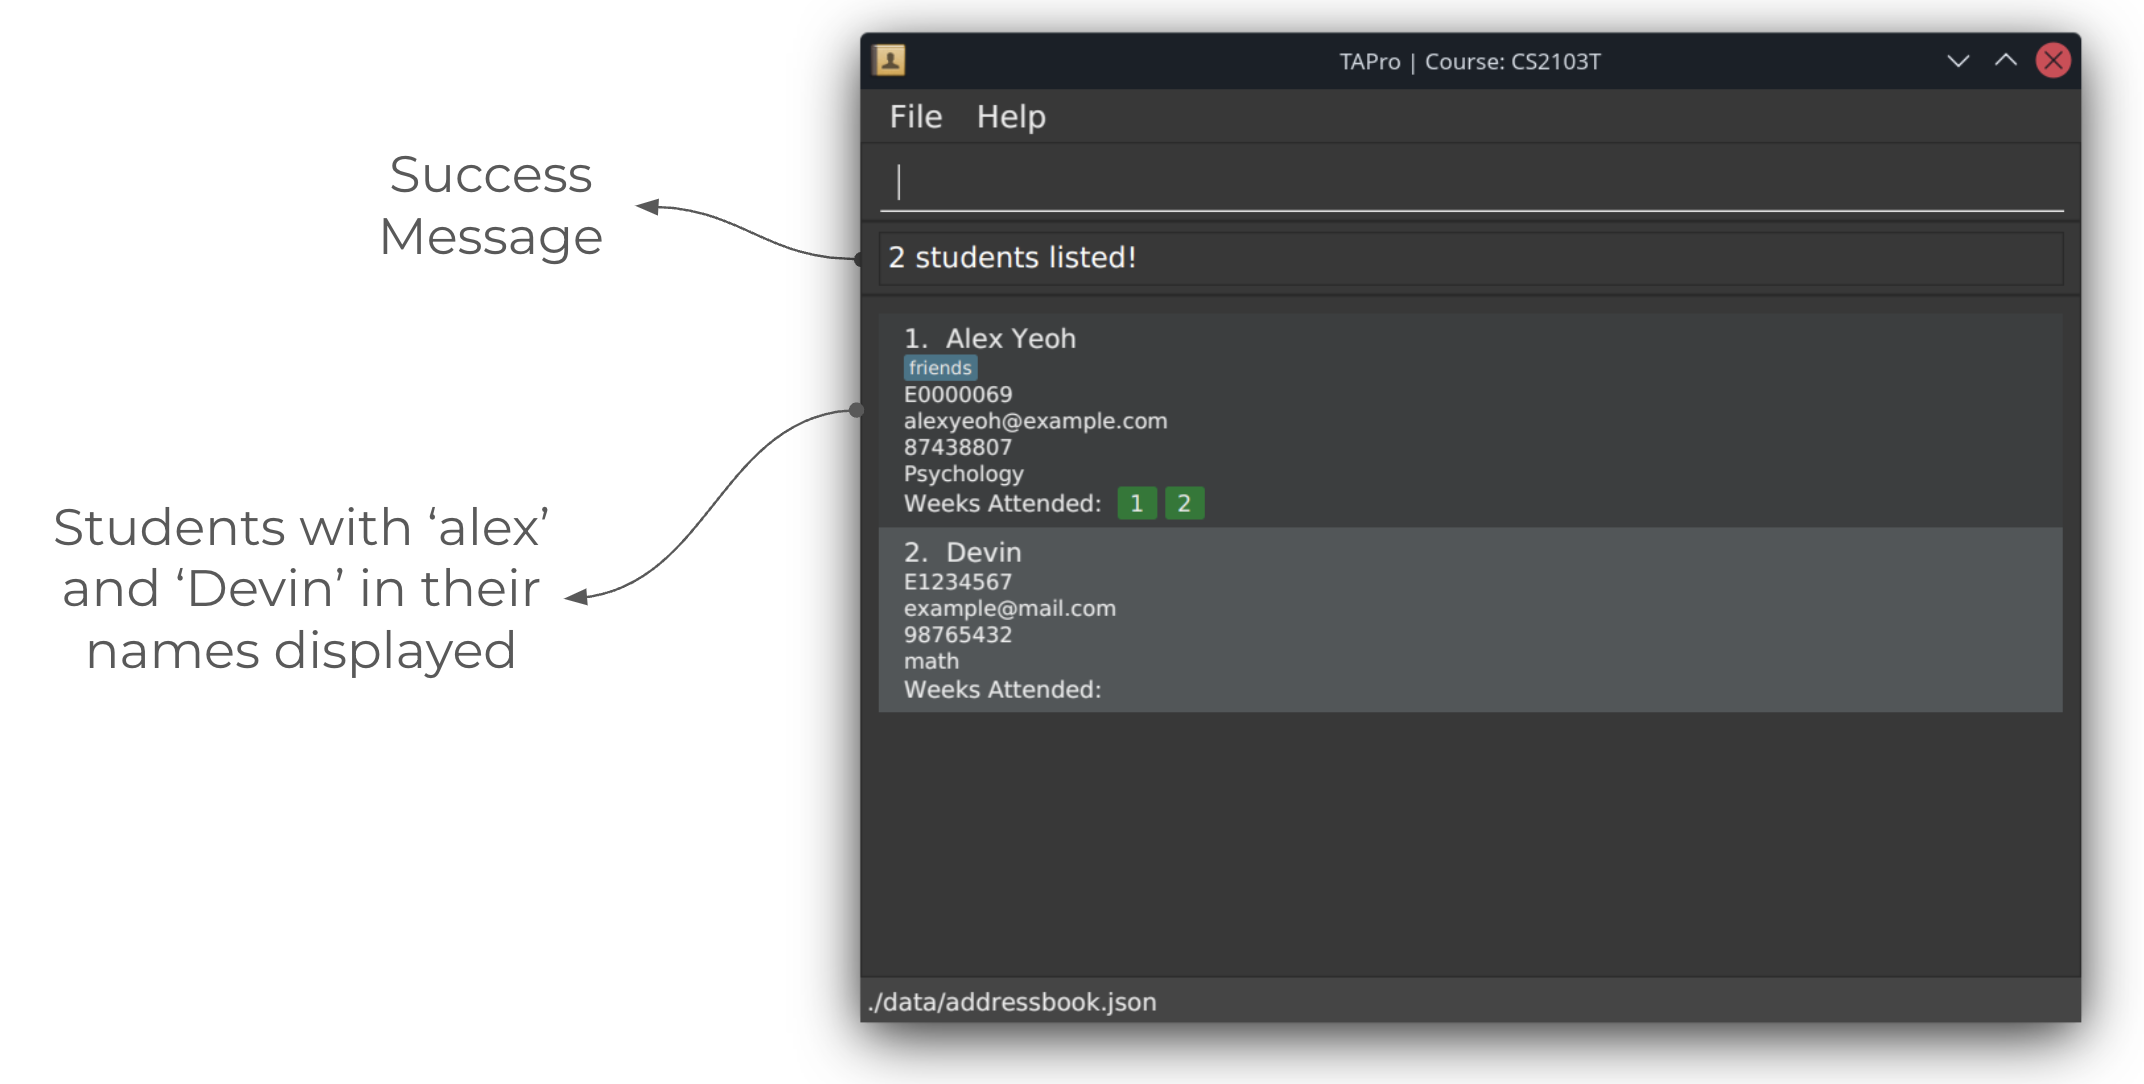 Success
Message
Students with ‘alex’
and ‘Devin’ in their
names displayed
TAPro | Course: CS2103T
File Help
2 students listed!
1. Alex Yeoh
friends
E0000069
alexyeoh@example.com
87438807
Psychology
Weeks Attended: 1 2
2. Devin
E1234567
example@mail.com
98765432
math
Weeks Attended:
./data/addressbook.json